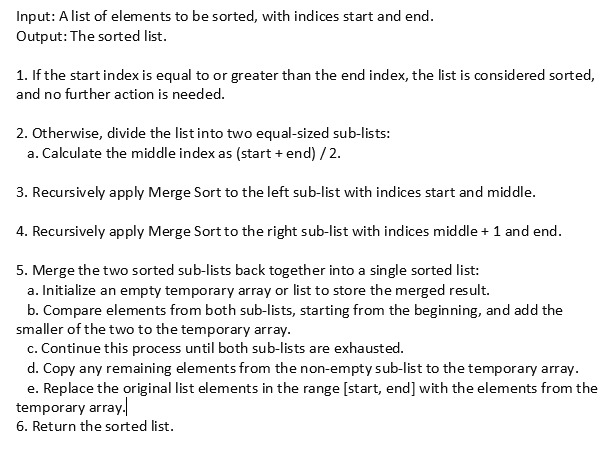 Input: A list of elements to be sorted, with indices start and end.
Output: The sorted list.
1. If the start index is equal to or greater than the end index, the list is considered sorted,
and no further action is needed.
2. Otherwise, divide the list into two equal-sized sub-lists:
a. Calculate the middle index as (start + end) / 2.
3. Recursively apply Merge Sort to the left sub-list with indices start and middle.
4. Recursively apply Merge Sort to the right sub-list with indices middle + 1 and end.
5. Merge the two sorted sub-lists back together into a single sorted list:
a. Initialize an empty temporary array or list to store the merged result.
b. Compare elements from both sub-lists, starting from the beginning, and add the
smaller of the two to the temporary array.
c. Continue this process until both sub-lists are exhausted.
d. Copy any remaining elements from the non-empty sub-list to the temporary array.
e. Replace the original list elements in the range [start, end] with the elements from the
temporary array.
6. Return the sorted list.